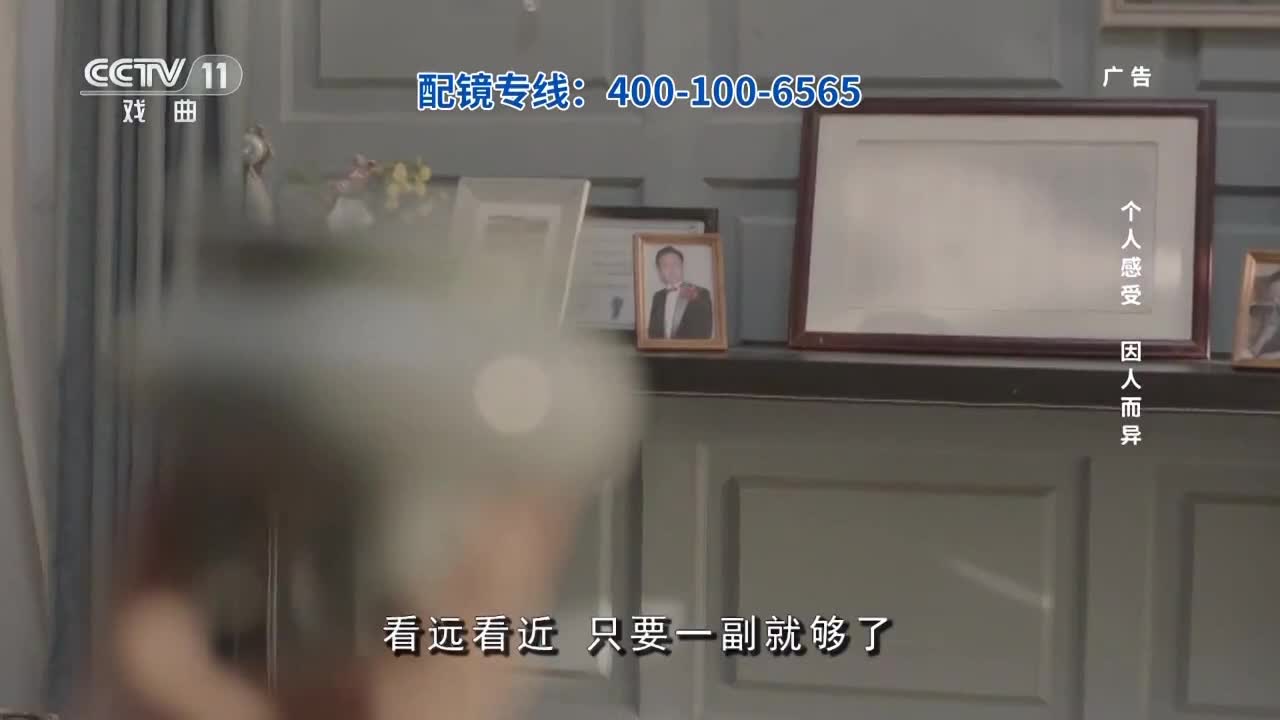 CCTV 11
戏曲
配镜专线：400-100-6565
广告
个人感受 因人而异
看远看近 只要一副就够了